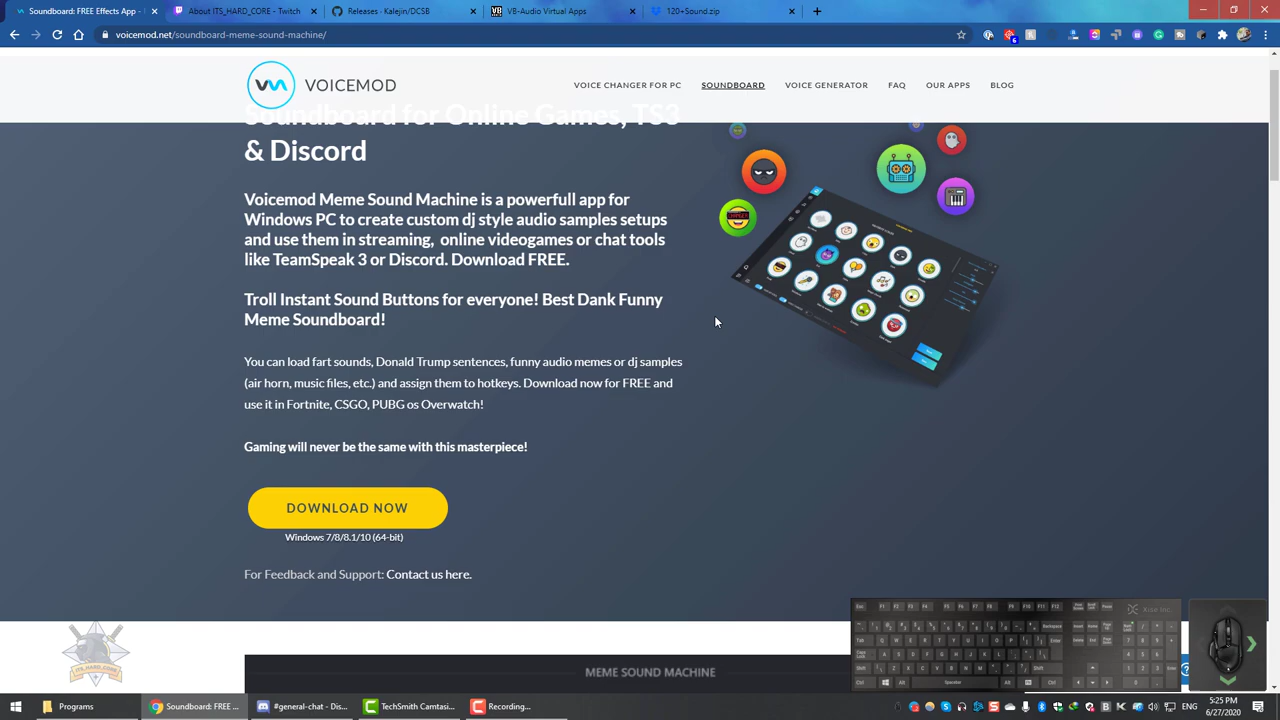 Soundboard: FREE Effects App -
About ITS_HARD_CORE - Twitch
Releases · Kalejin/DCSB
VB-Audio Virtual Apps
120+Sound.zip
voicemod.net/soundboard-meme-sound-machine/
VOICEMOD
VOICE CHANGER FOR PC
SOUNDBOARD
VOICE GENERATOR
FAQ
OUR APPS
BLOG
Soundboard for Online Games, TS3
& Discord
Voicemod Meme Sound Machine is a powerfull app for
Windows PC to create custom dj style audio samples setups
and use them in streaming, online videogames or chat tools
like TeamSpeak 3 or Discord. Download FREE.
Troll Instant Sound Buttons for everyone! Best Dank Funny
Meme Soundboard!
You can load fart sounds, Donald Trump sentences, funny audio memes or dj samples
(air horn, music files, etc.) and assign them to hotkeys. Download now for FREE and
use it in Fortnite, CSGO, PUBG os Overwatch!
Gaming will never be the same with this masterpiece!
DOWNLOAD NOW
Windows 7/8/8.1/10 (64-bit)
For Feedback and Support: Contact us here.
MEME SOUND MACHINE
ITS_HARD_CORE
Programs
Soundboard: FREE ...
#general-chat - Dis...
TechSmith Camtasi...
Recording...
ENG
5:25 PM
6/27/2020